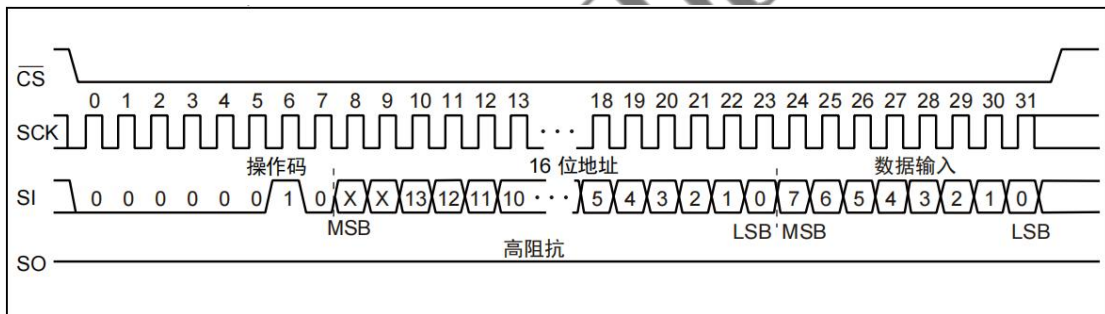 CS
0 1 2 3 4 5 6 7 8 9 10 11 12 13 18 19 20 21 22 23 24 25 26 27 28 29 30 31
SCK ···
操作码 16 位地址 数据输入
SI 0 0 0 0 0 0 1 0 X X 13 12 11 10 ··· 5 4 3 2 1 0 7 6 5 4 3 2 1 0
MSB LSB MSB LSB
高阻抗
SO